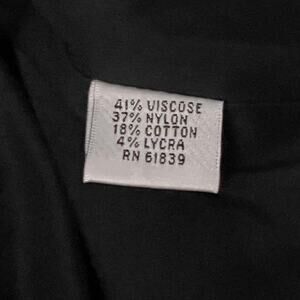 41% VISCOSE
37% NYLON
18% COTTON
4% LYCRA
RN 61839